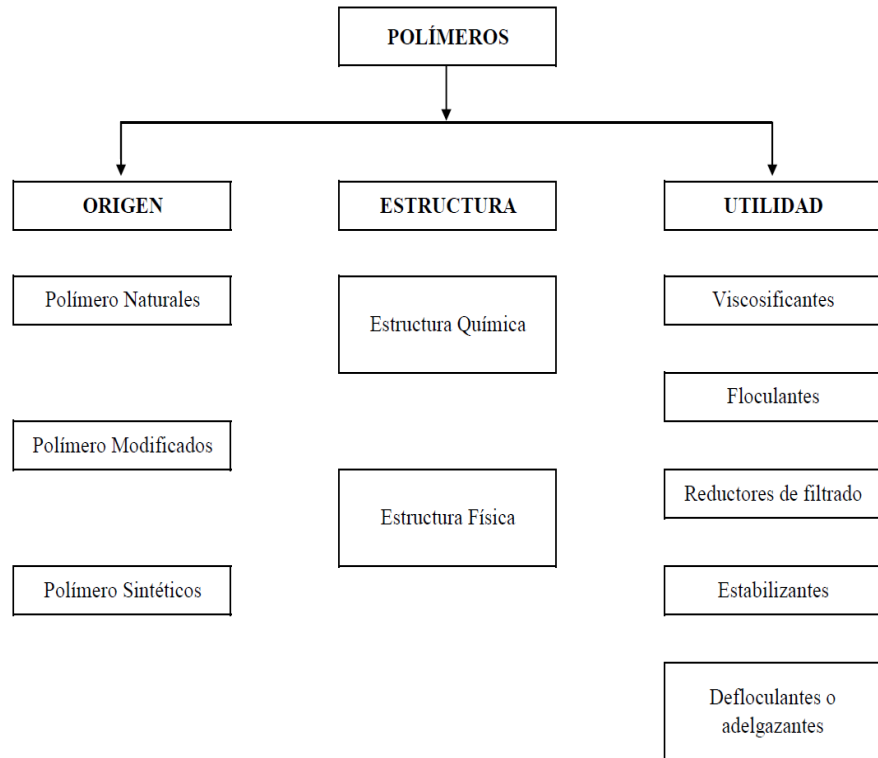 POLÍMEROS
ORIGEN
ESTRUCTURA
UTILIDAD
Polímero Naturales
Estructura Química
Viscosificantes
Floculantes
Polímero Modificados
Estructura Física
Reductores de filtrado
Polímero Sintéticos
Estabilizantes
Defloculantes o
adelgazantes